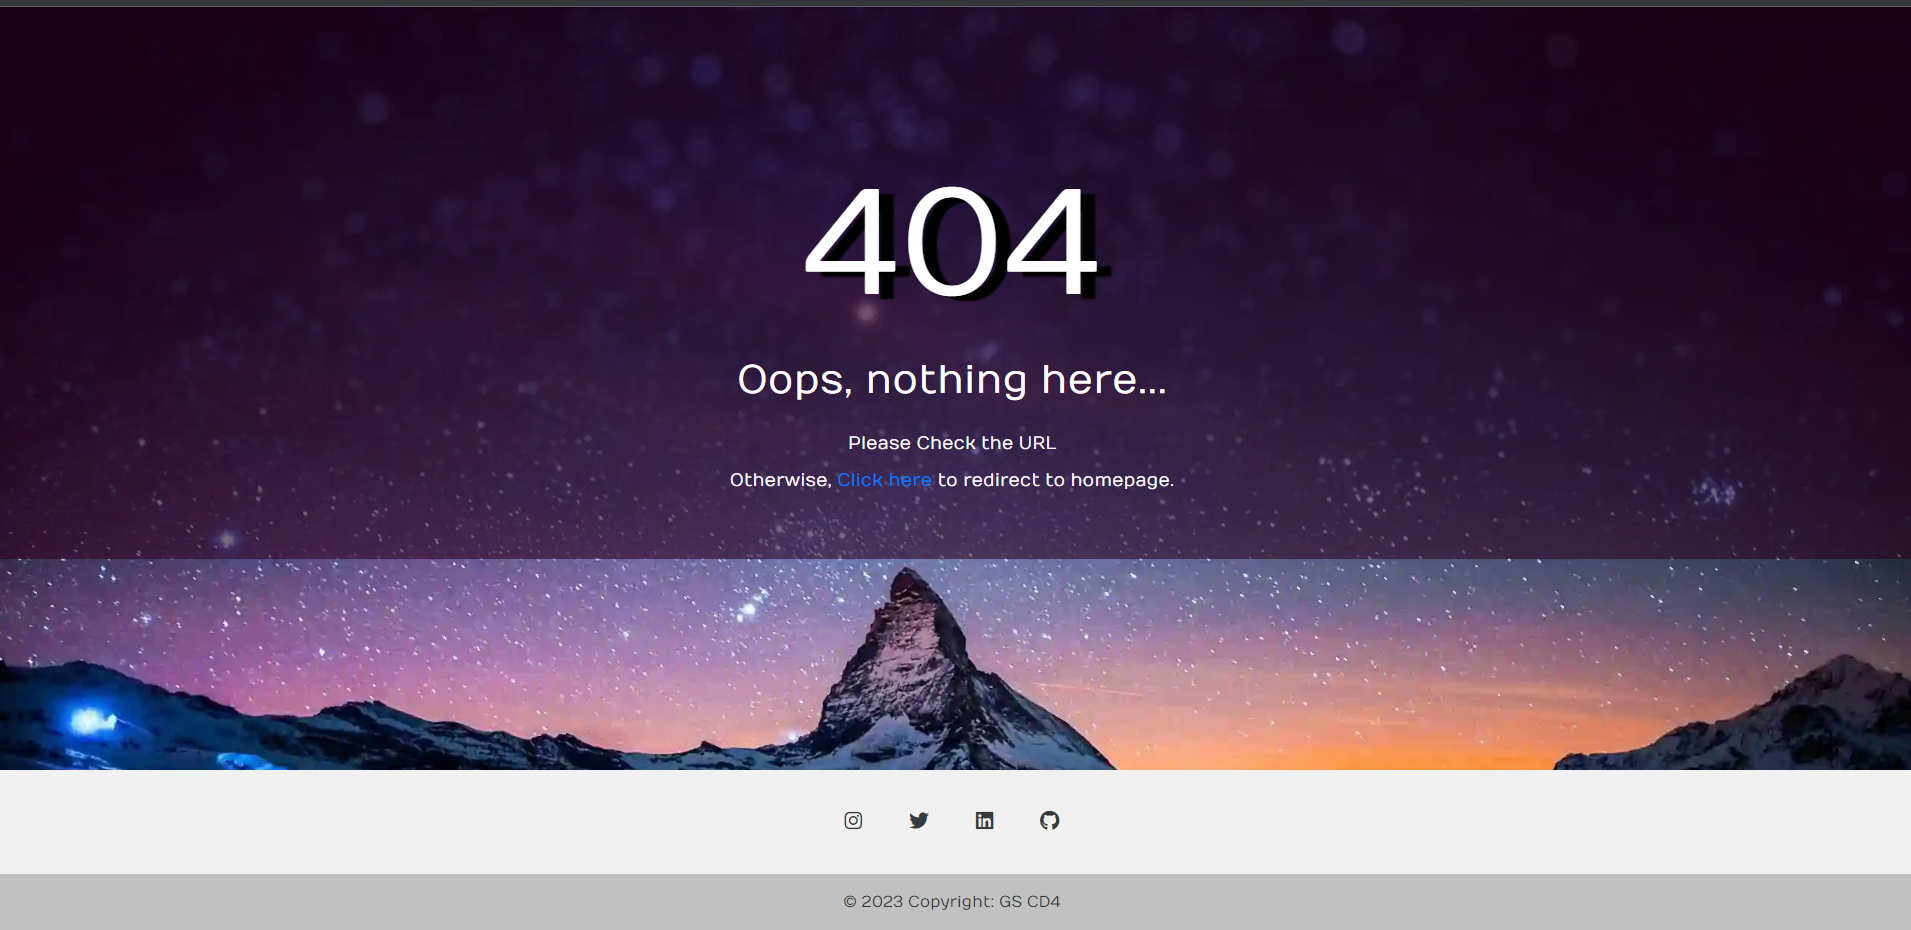 404
Oops, nothing here...
Please Check the URL
Otherwise, Click here to redirect to homepage.
© 2023 Copyright: GS CD4